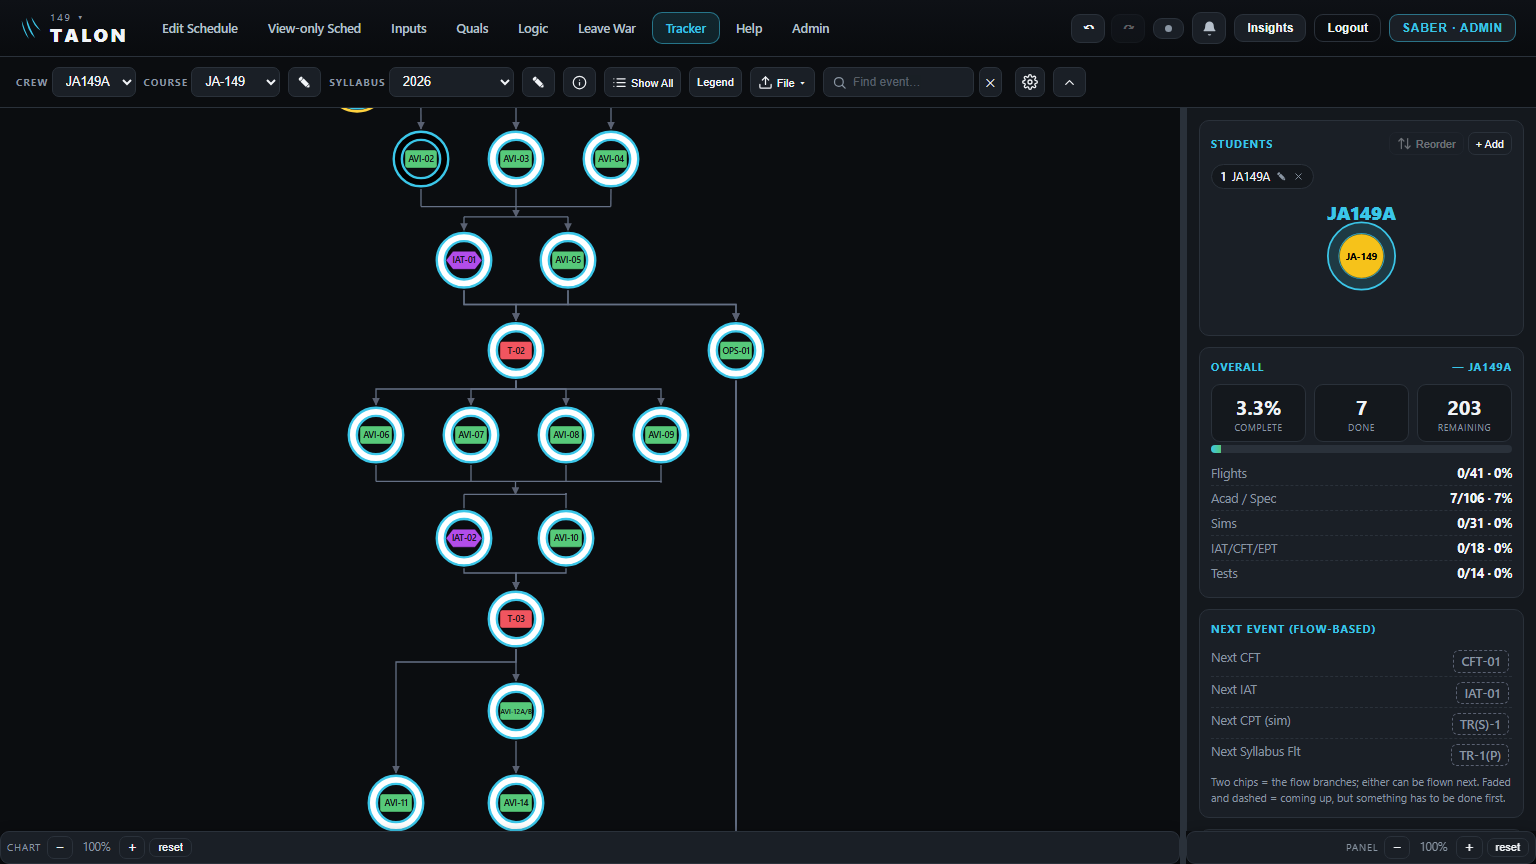 149
TALON
Edit Schedule
View-only Sched
Inputs
Quals
Logic
Leave War
Tracker
Help
Admin
Insights
Logout
SABER · ADMIN
CREW
JA149A
COURSE
JA-149
SYLLABUS
2026
Show All
Legend
File
Find event...
AVI-02
AVI-03
AVI-04
IAT-01
AVI-05
T-02
OPS-01
AVI-06
AVI-07
AVI-08
AVI-09
IAT-02
AVI-10
T-03
AVI-12A/B
AVI-11
AVI-14
CHART
− 100% +
reset
STUDENTS
Reorder
+ Add
1 JA149A
JA149A
JA-149
OVERALL
— JA149A
3.3%
COMPLETE
7
DONE
203
REMAINING
Flights 0/41 · 0%
Acad / Spec 7/106 · 7%
Sims 0/31 · 0%
IAT/CFT/EPT 0/18 · 0%
Tests 0/14 · 0%
NEXT EVENT (FLOW-BASED)
Next CFT CFT-01
Next IAT IAT-01
Next CPT (sim) TR(S)-1
Next Syllabus Flt TR-1(P)
Two chips = the flow branches; either can be flown next. Faded
and dashed = coming up, but something has to be done first.
PANEL
− 100% +
reset